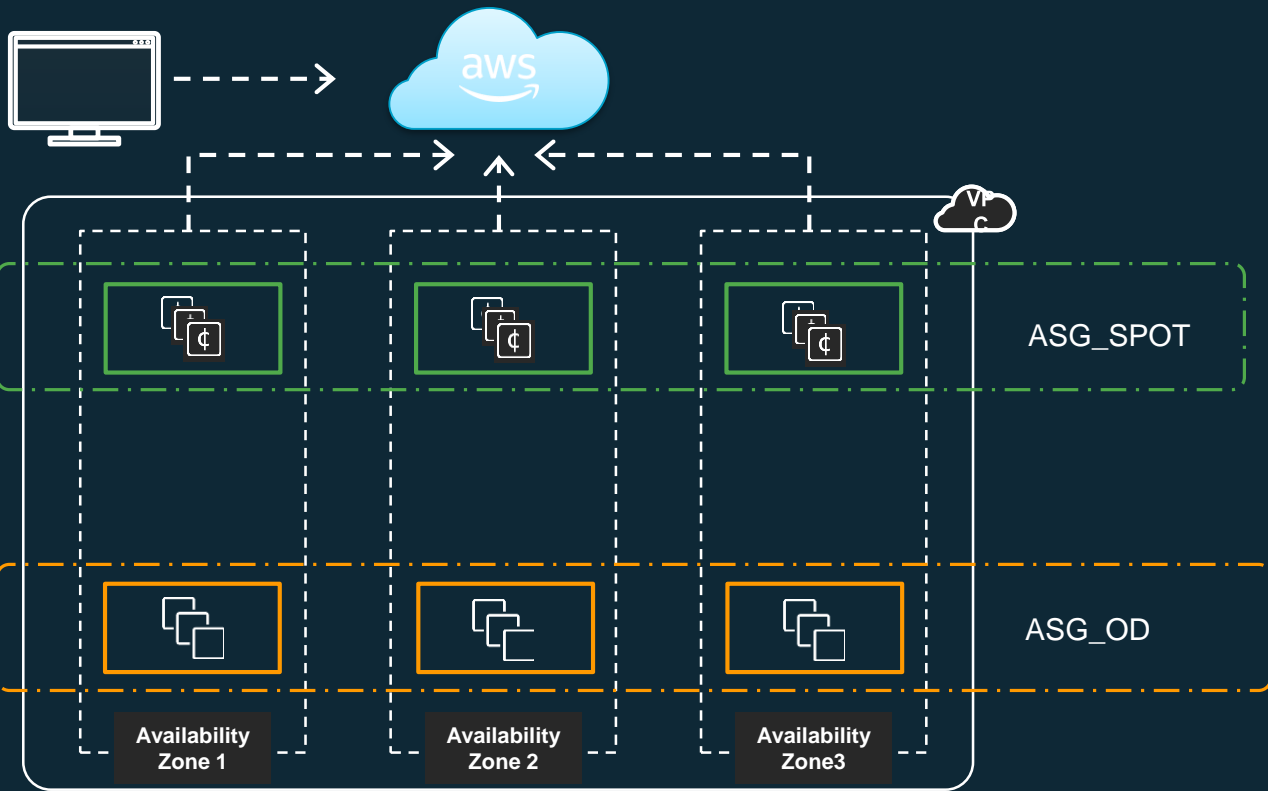 aws
VP
C
¢
¢
¢
ASG_SPOT
ASG_OD
Availability
Zone 1
Availability
Zone 2
Availability
Zone3